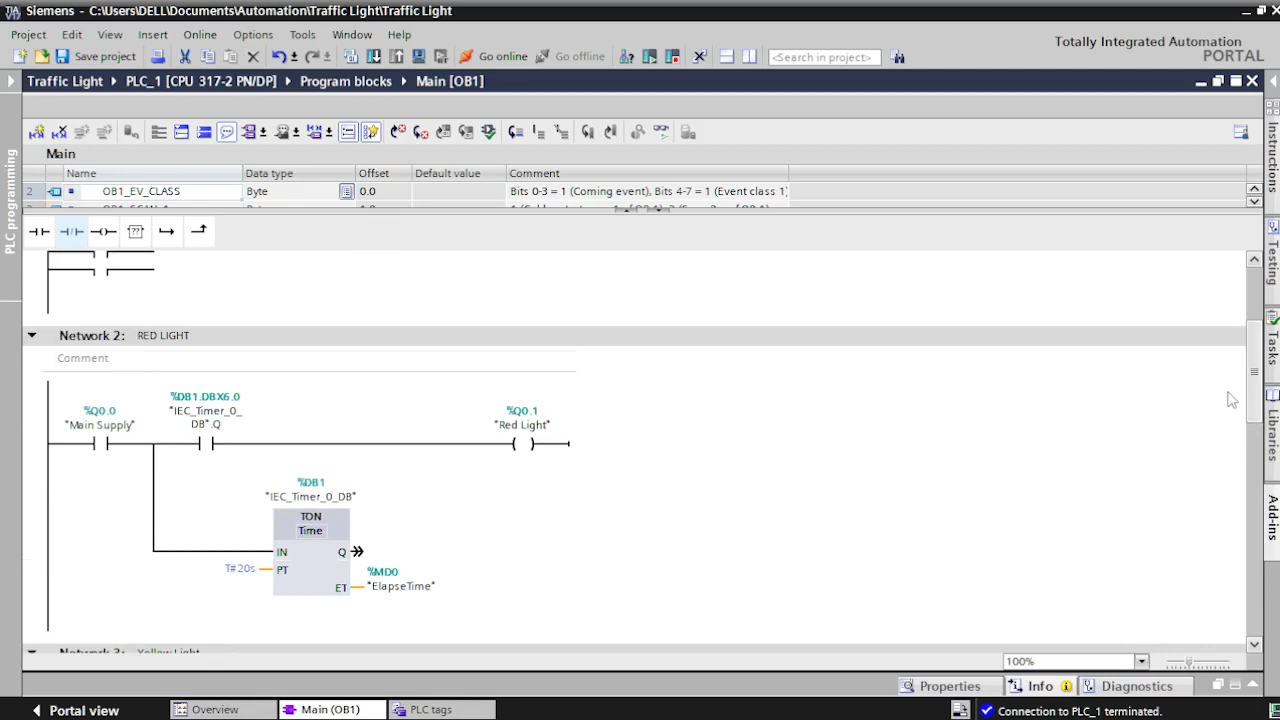 Siemens - C:\Users\DELL\Documents\Automation\Traffic Light\Traffic Light
Project Edit View Insert Online Options Tools Window Help
Totally Integrated Automation
PORTAL
Save project
Go online
Go offline
<Search in project>
Traffic Light PLC_1 [CPU 317-2 PN/DP] Program blocks Main [OB1]
Main
Name Data type Offset Default value Comment
2 OB1_EV_CLASS Byte 0.0 Bits 0-3 = 1 (Coming event), Bits 4-7 = 1 (Event class 1)
??
Network 2: RED LIGHT
Comment
%DB1.DBX6.0
%Q0.0 "IEC_Timer_0_ %Q0.1
"Main Supply" DB".Q "Red Light"
%DB1
"IEC_Timer_0_DB"
TON
Time
IN Q
T#20s PT %MD0
ET "ElapseTime"
Network 3: Yellow Light
100%
Properties Info Diagnostics
Portal view Overview Main (OB1) PLC tags Connection to PLC_1 terminated.
PLC programming
Instructions
Testing
Tasks
Libraries
Add-ins